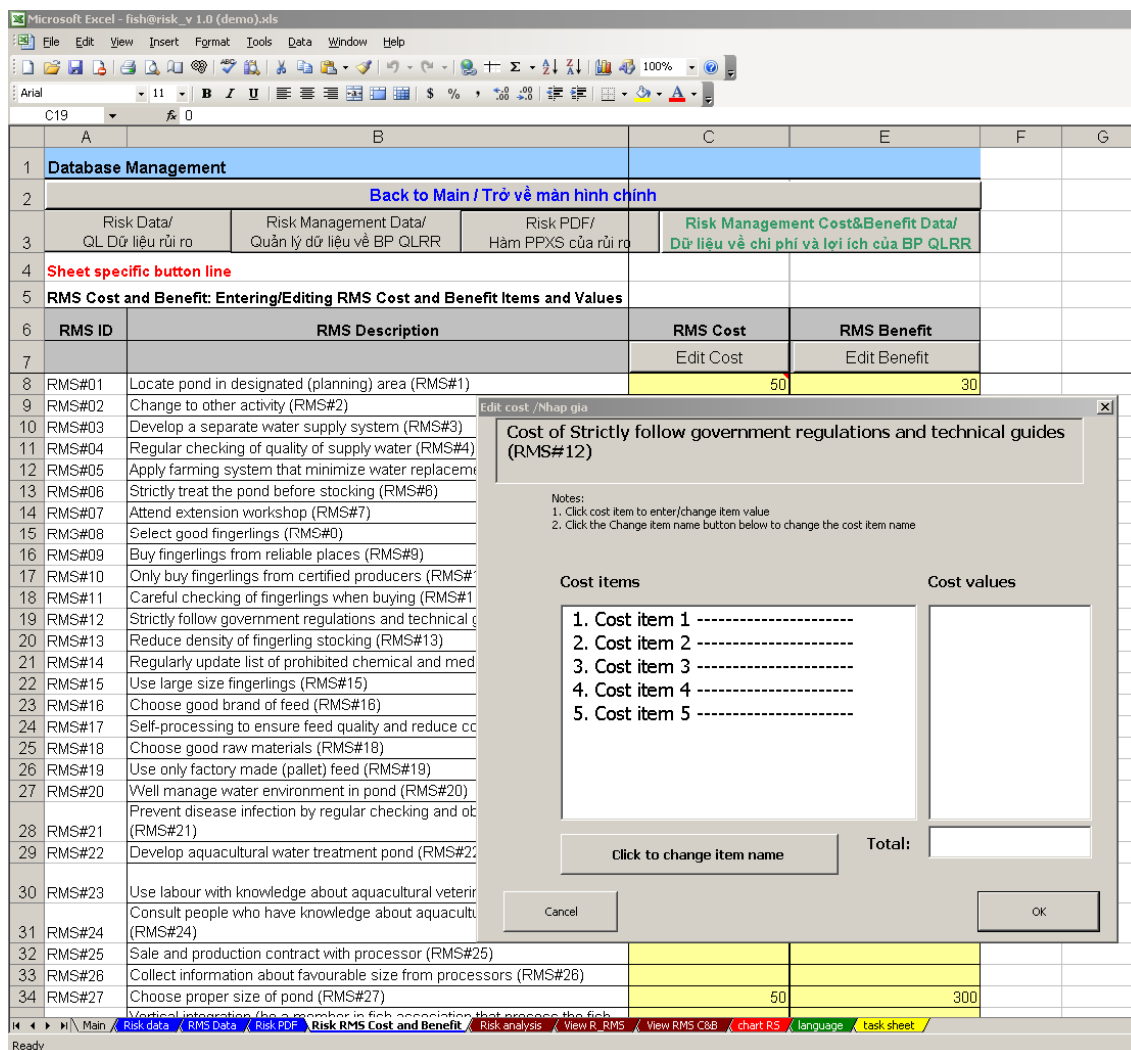 Microsoft Excel - fish@risk_v 1.0 (demo).xls
File Edit View Insert Format Tools Data Window Help
100%
Arial 11 B I U $ %
C19 fx 0
A B C E F G
1 Database Management
2 Back to Main / Trở về màn hình chính
Risk Data/ Risk Management Data/ Risk PDF/ Risk Management Cost&Benefit Data/
3 QL Dữ liệu rủi ro Quản lý dữ liệu về BP QLRR Hàm PPXS của rủi ro Dữ liệu về chi phí và lợi ích của BP QLRR
4 Sheet specific button line
5 RMS Cost and Benefit: Entering/Editing RMS Cost and Benefit Items and Values
6 RMS ID RMS Description RMS Cost RMS Benefit
7 Edit Cost Edit Benefit
8 RMS#01 Locate pond in designated (planning) area (RMS#1) 50 30
9 RMS#02 Change to other activity (RMS#2)
10 RMS#03 Develop a separate water supply system (RMS#3)
11 RMS#04 Regular checking of quality of supply water (RMS#4)
12 RMS#05 Apply farming system that minimize water replaceme
13 RMS#06 Strictly treat the pond before stocking (RMS#6)
14 RMS#07 Attend extension workshop (RMS#7)
15 RMS#08 Select good fingerlings (RMS#0)
16 RMS#09 Buy fingerlings from reliable places (RMS#9)
17 RMS#10 Only buy fingerlings from certified producers (RMS#1
18 RMS#11 Careful checking of fingerlings when buying (RMS#1
19 RMS#12 Strictly follow government regulations and technical g
20 RMS#13 Reduce density of fingerling stocking (RMS#13)
21 RMS#14 Regularly update list of prohibited chemical and med
22 RMS#15 Use large size fingerlings (RMS#15)
23 RMS#16 Choose good brand of feed (RMS#16)
24 RMS#17 Self-processing to ensure feed quality and reduce co
25 RMS#18 Choose good raw materials (RMS#18)
26 RMS#19 Use only factory made (pallet) feed (RMS#19)
27 RMS#20 Well manage water environment in pond (RMS#20)
Prevent disease infection by regular checking and ob
28 RMS#21 (RMS#21)
29 RMS#22 Develop aquacultural water treatment pond (RMS#22
30 RMS#23 Use labour with knowledge about aquacultural veterin
Consult people who have knowledge about aquacultu
31 RMS#24 (RMS#24)
32 RMS#25 Sale and production contract with processor (RMS#25)
33 RMS#26 Collect information about favourable size from processors (RMS#26)
34 RMS#27 Choose proper size of pond (RMS#27) 50 300
Vertical integration (be a member in fish association that process the fish
Edit cost /Nhap gia
Cost of Strictly follow government regulations and technical guides
(RMS#12)
Notes:
1. Click cost item to enter/change item value
2. Click the Change item name button below to change the cost item name
Cost items Cost values
1. Cost item 1 -----------------------
2. Cost item 2 -----------------------
3. Cost item 3 -----------------------
4. Cost item 4 -----------------------
5. Cost item 5 -----------------------
Click to change item name Total:
Cancel OK
Main Risk data RMS Data Risk PDF Risk RMS Cost and Benefit Risk analysis View R_RMS View RMS C&B chart RS language task sheet
Ready